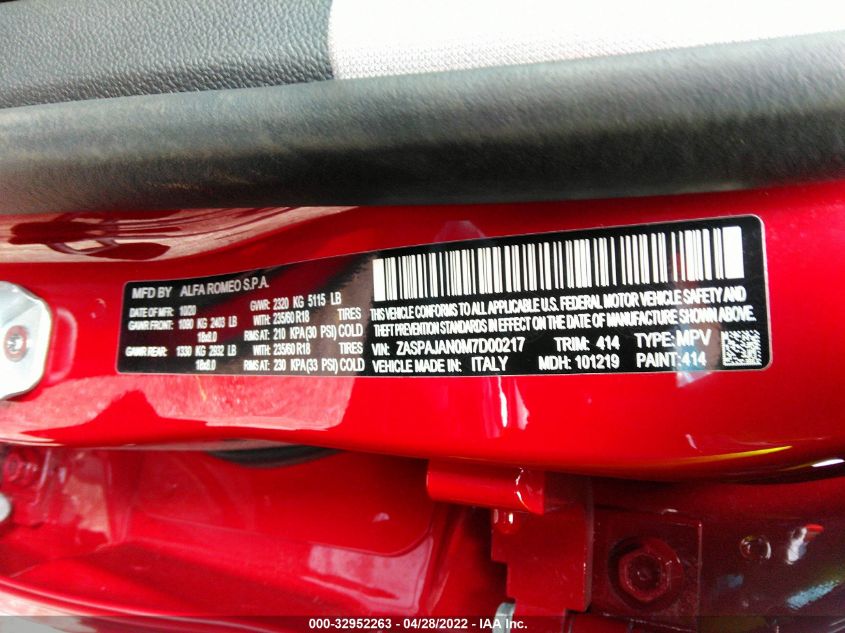 MFD BY ALFA ROMEO S.P.A.
DATE OF MFR: 10/20 GVWR: 2320 KG 5115 LB
GAWR FRONT: 1090 KG 2403 LB WITH: 235/60 R18 TIRES
18x8.0 RIMS AT: 210 KPA(30 PSI) COLD
GAWR REAR: 1330 KG 2932 LB WITH: 235/60 R18 TIRES
18x8.0 RIMS AT: 230 KPA(33 PSI) COLD
THIS VEHICLE CONFORMS TO ALL APPLICABLE U.S. FEDERAL MOTOR VEHICLE SAFETY AND
THEFT PREVENTION STANDARDS IN EFFECT ON THE DATE OF MANUFACTURE SHOWN ABOVE.
VIN: ZASPAJAN0M7D00217 TRIM: 414 TYPE: MPV
VEHICLE MADE IN: ITALY MDH: 101219 PAINT: 414
000-32952263 - 04/28/2022 - IAA Inc.